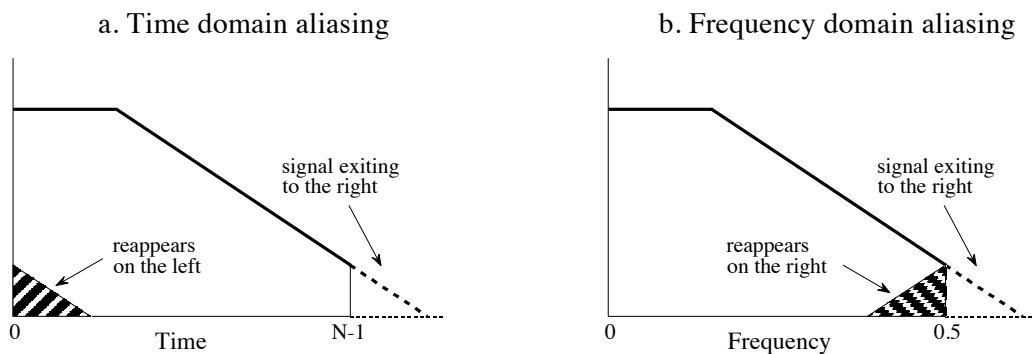 a. Time domain aliasing
signal exiting
to the right
reappears
on the left
0
N-1
Time
b. Frequency domain aliasing
signal exiting
to the right
reappears
on the right
0
0.5
Frequency